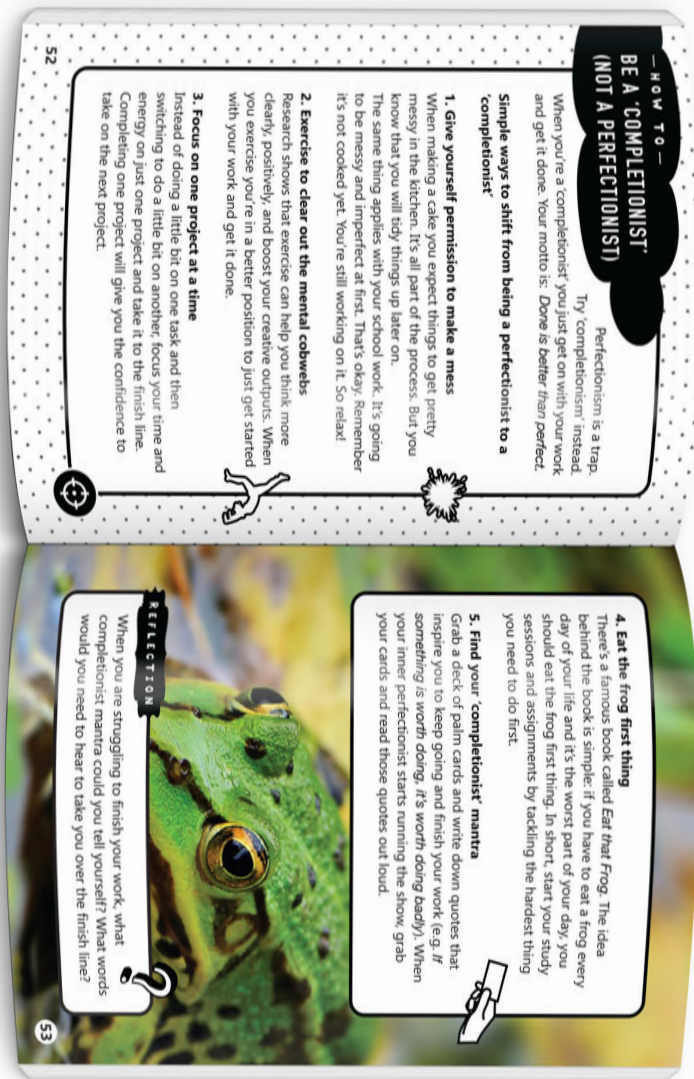 — HOW TO —
BE A 'COMPLETIONIST'
(NOT A PERFECTIONIST)
Perfectionism is a trap.
Try 'completionism' instead.
When you're a 'completionist' you just get on with your work
and get it done. Your motto is: Done is better than perfect.
Simple ways to shift from being a perfectionist to a
'completionist'
1. Give yourself permission to make a mess
When making a cake you expect things to get pretty
messy in the kitchen. It's all part of the process. But you
know that you will tidy things up later on.
The same thing applies with your school work. It's going
to be messy and imperfect at first. That's okay. Remember
it's not cooked yet. You're still working on it. So relax!
2. Exercise to clear out the mental cobwebs
Research shows that exercise can help you think more
clearly, positively, and boost your creative outputs. When
you exercise you're in a better position to just get started
with your work and get it done.
3. Focus on one project at a time
Instead of doing a little bit on one task and then
switching to do a little bit on another, focus your time and
energy on just one project and take it to the finish line.
Completing one project will give you the confidence to
take on the next project.
52
4. Eat the frog first thing
There's a famous book called Eat that Frog. The idea
behind the book is simple: if you have to eat a frog every
day of your life and it's the worst part of your day, you
should eat the frog first thing. In short, start your study
sessions and assignments by tackling the hardest thing
you need to do first.
5. Find your 'completionist' mantra
Grab a deck of palm cards and write down quotes that
inspire you to keep going and finish your work (e.g. If
something is worth doing, it's worth doing badly). When
your inner perfectionist starts running the show, grab
your cards and read those quotes out loud.
REFLECTION
When you are struggling to finish your work, what
completionist mantra could you tell yourself? What words
would you need to hear to take you over the finish line?
53